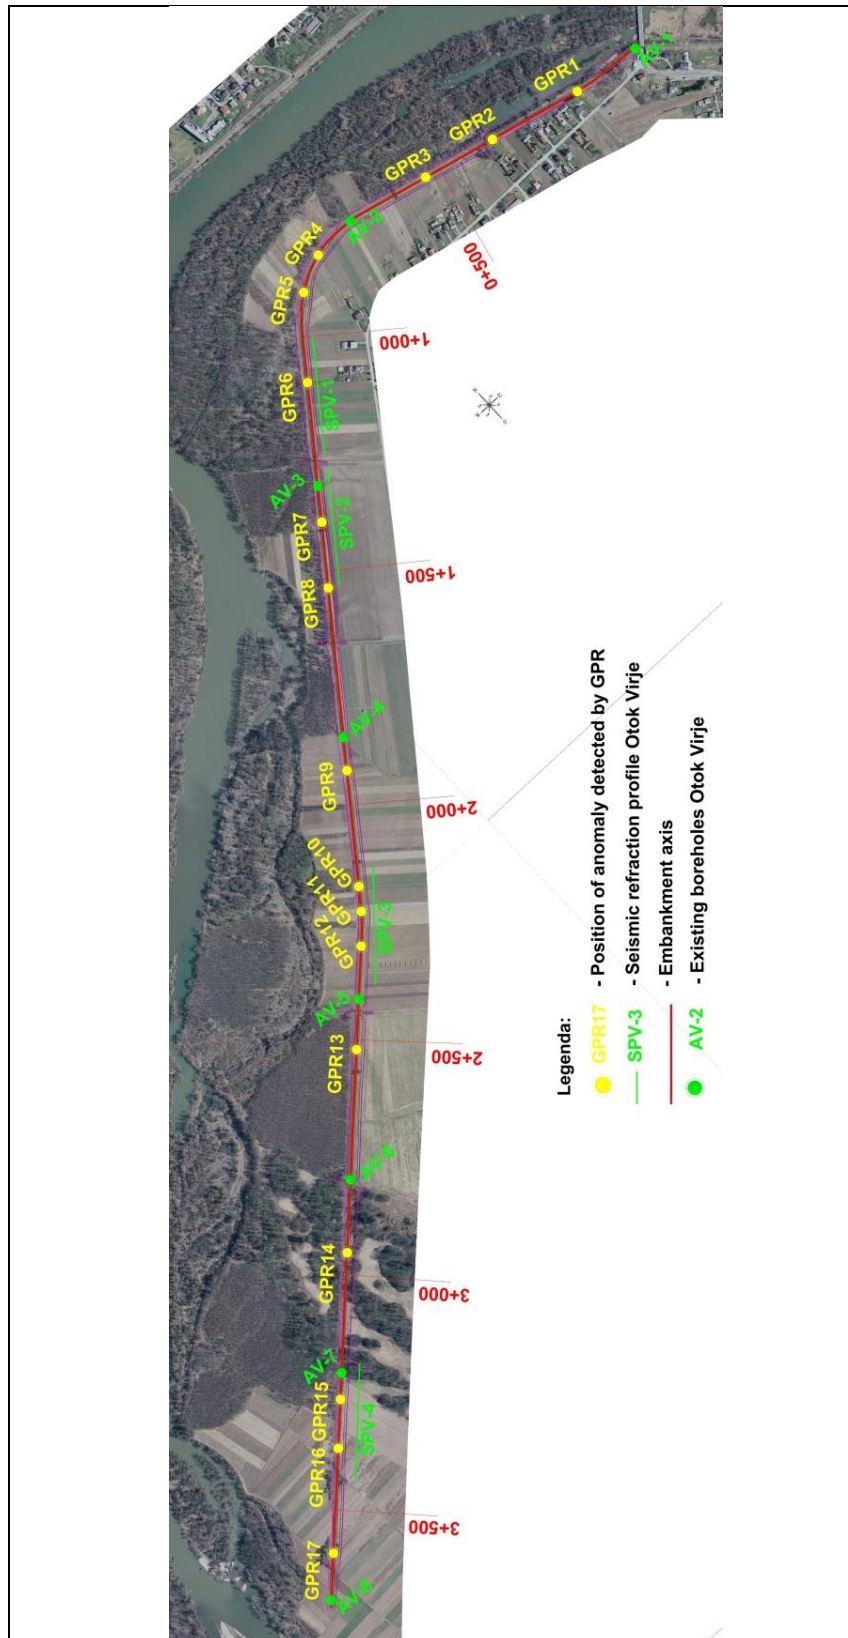 AV-1
GPR1
GPR2
GPR3
0+500
AV-2
GPR4
GPR5
1+000
GPR6
SPV-1
AV-3
SPV-2
GPR7
1+500
GPR8
AV-4
GPR9
2+000
GPR10
GPR11
SPV-3
GPR12
AV-5
GPR13
2+500
AV-6
GPR14
3+000
AV-7
GPR15
SPV-4
GPR16
3+500
GPR17
AV-8
Legenda:
GPR17 - Position of anomaly detected by GPR
SPV-3 - Seismic refraction profile Otok Virje
- Embankment axis
AV-2 - Existing boreholes Otok Virje